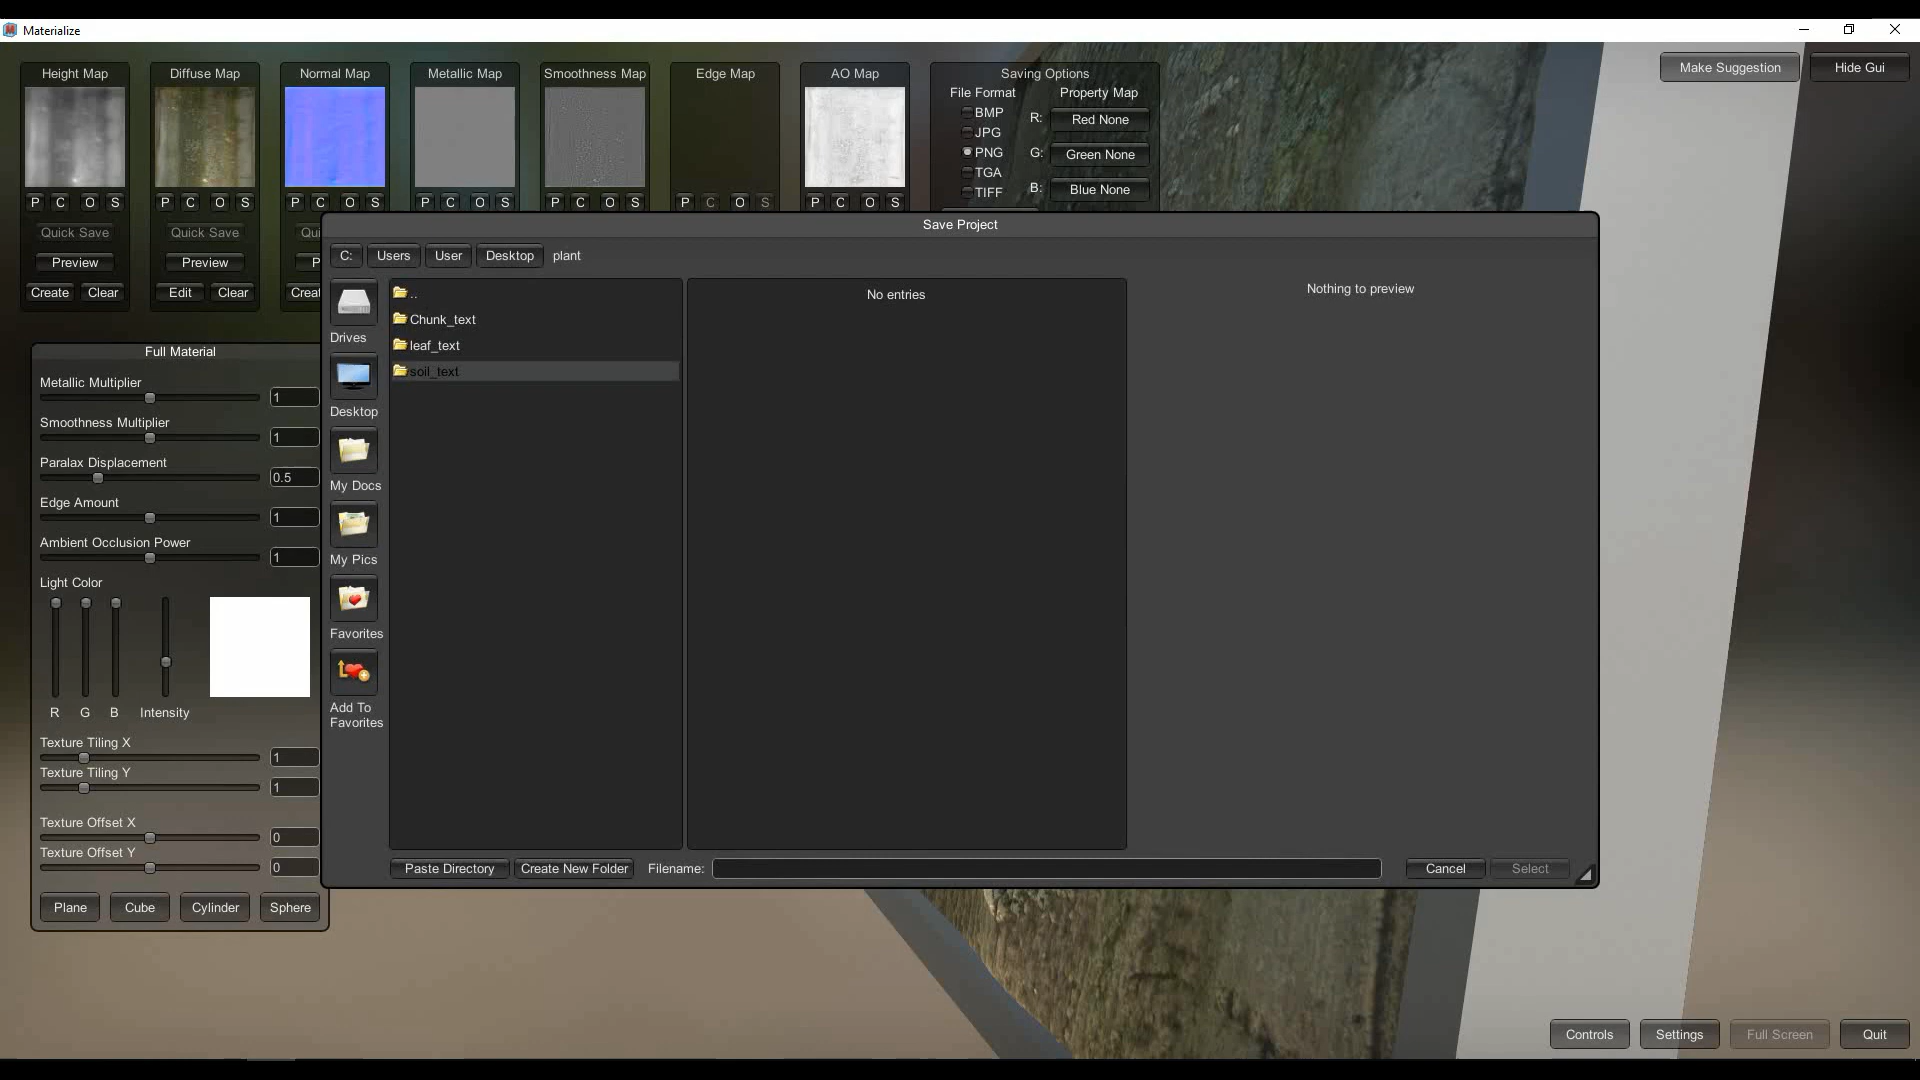 Materialize
Make Suggestion
Hide Gui
Height Map
Diffuse Map
Normal Map
Metallic Map
Smoothness Map
Edge Map
AO Map
Saving Options
File Format
Property Map
BMP
JPG
PNG
TGA
TIFF
R:
Red None
G:
Green None
B:
Blue None
P C O S
P C O S
P C O S
P C O S
P C O S
P C O S
P C O S
Quick Save
Quick Save
Qui
Preview
Preview
P
Create
Clear
Edit
Clear
Creat
Save Project
C:
Users
User
Desktop
plant
Drives
Desktop
My Docs
My Pics
Favorites
Add To
Favorites
..
Chunk_text
leaf_text
soil_text
No entries
Nothing to preview
Paste Directory
Create New Folder
Filename:
Cancel
Select
Full Material
Metallic Multiplier
1
Smoothness Multiplier
1
Paralax Displacement
0.5
Edge Amount
1
Ambient Occlusion Power
1
Light Color
R
G
B
Intensity
Texture Tiling X
1
Texture Tiling Y
1
Texture Offset X
0
Texture Offset Y
0
Plane
Cube
Cylinder
Sphere
Controls
Settings
Full Screen
Quit